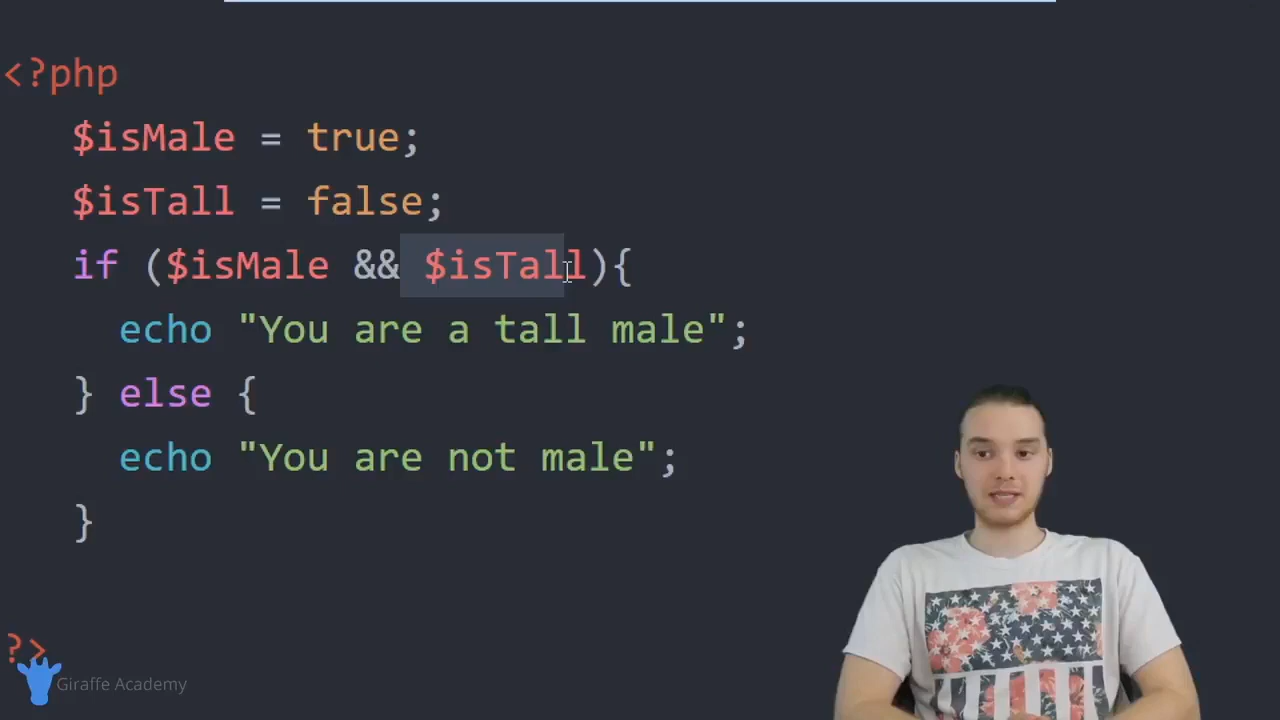 <?php
$isMale = true;
$isTall = false;
if ($isMale && $isTall){
echo "You are a tall male";
} else {
echo "You are not male";
}
?>
Giraffe Academy